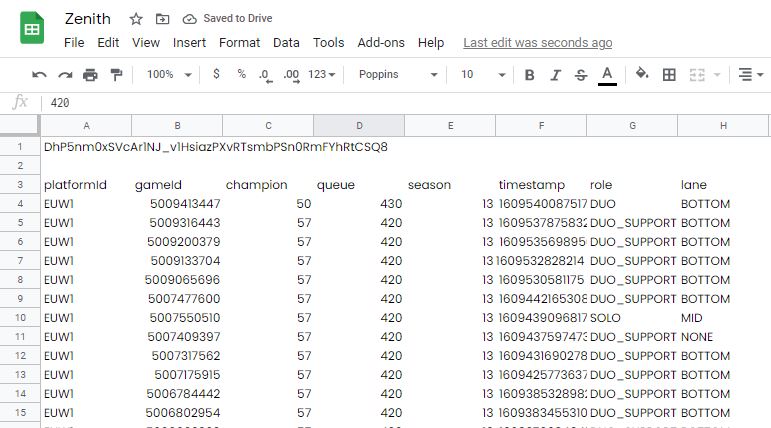 Zenith Saved to Drive
File Edit View Insert Format Data Tools Add-ons Help Last edit was seconds ago
100% $ % .0 .00 123 Poppins 10 B I S A
fx 420
A B C D E F G H
1 DhP5nm0xSVcAr1NJ_v1HsiazPXvRTsmbPSn0RmFYhRtCSQ8
2
3 platformId gameId champion queue season timestamp role lane
4 EUW1 5009413447 50 430 13 1609540087517 DUO BOTTOM
5 EUW1 5009316443 57 420 13 1609537875832 DUO_SUPPORT BOTTOM
6 EUW1 5009200379 57 420 13 160953569895 DUO_SUPPORT BOTTOM
7 EUW1 5009133704 57 420 13 1609532828214 DUO_SUPPORT BOTTOM
8 EUW1 5009065696 57 420 13 1609530581175 DUO_SUPPORT BOTTOM
9 EUW1 5007477600 57 420 13 1609442165308 DUO_SUPPORT BOTTOM
10 EUW1 5007550510 57 420 13 1609439096817 SOLO MID
11 EUW1 5007409397 57 420 13 1609437597473 DUO_SUPPORT NONE
12 EUW1 5007317562 57 420 13 1609431690278 DUO_SUPPORT BOTTOM
13 EUW1 5007175915 57 420 13 1609425773637 DUO_SUPPORT BOTTOM
14 EUW1 5006784442 57 420 13 1609385328982 DUO_SUPPORT BOTTOM
15 EUW1 5006802954 57 420 13 1609383455310 DUO_SUPPORT BOTTOM